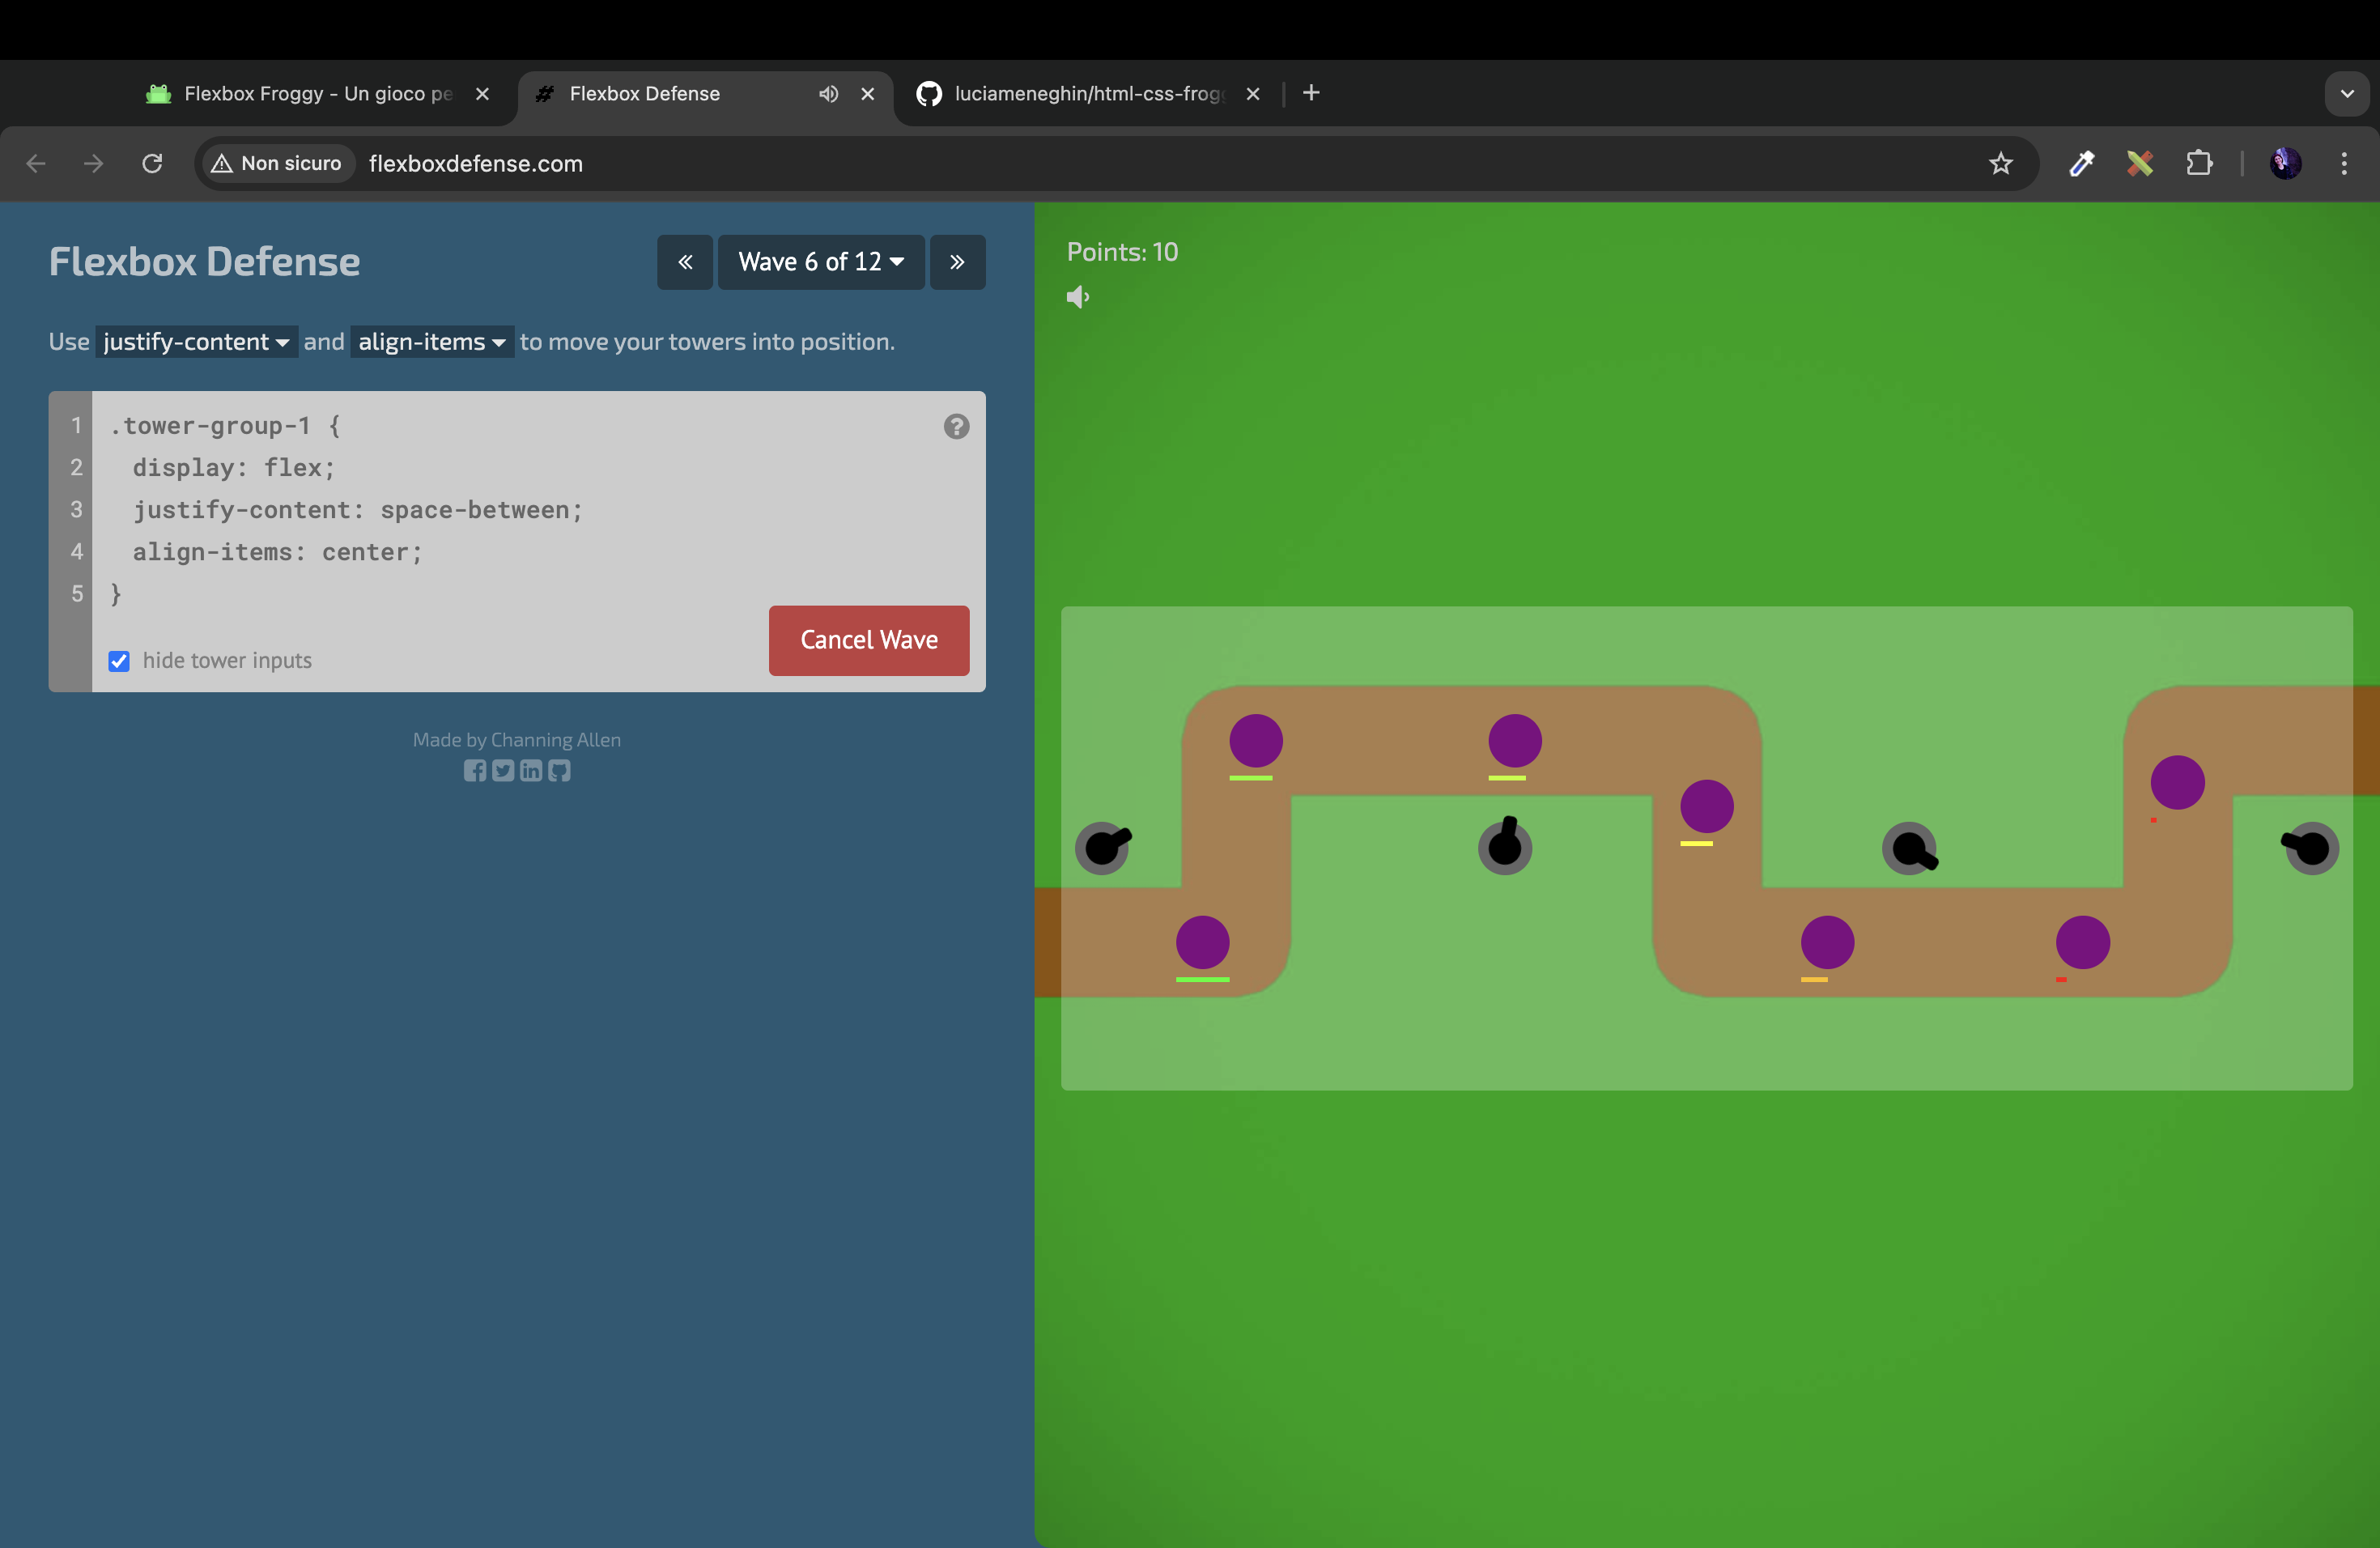 Flexbox Froggy - Un gioco pe
Flexbox Defense
luciameneghin/html-css-frog
Non sicuro
flexboxdefense.com
Flexbox Defense
«
Wave 6 of 12
»
Use justify-content and align-items to move your towers into position.
1 .tower-group-1 {
2 display: flex;
3 justify-content: space-between;
4 align-items: center;
5 }
hide tower inputs
Cancel Wave
Made by Channing Allen
Points: 10